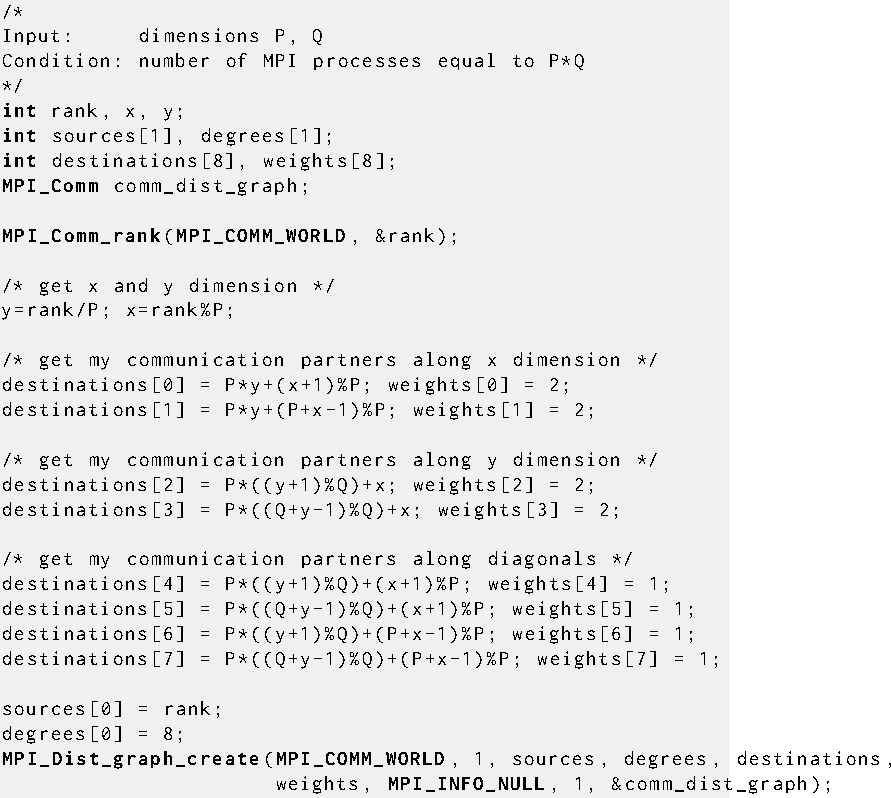 /*
Input:     dimensions P, Q
Condition: number of MPI processes equal to P*Q
*/
int rank, x, y;
int sources[1], degrees[1];
int destinations[8], weights[8];
MPI_Comm comm_dist_graph;

MPI_Comm_rank(MPI_COMM_WORLD, &rank);

/* get x and y dimension */
y=rank/P; x=rank%P;

/* get my communication partners along x dimension */
destinations[0] = P*y+(x+1)%P; weights[0] = 2;
destinations[1] = P*y+(P+x-1)%P; weights[1] = 2;

/* get my communication partners along y dimension */
destinations[2] = P*((y+1)%Q)+x; weights[2] = 2;
destinations[3] = P*((Q+y-1)%Q)+x; weights[3] = 2;

/* get my communication partners along diagonals */
destinations[4] = P*((y+1)%Q)+(x+1)%P; weights[4] = 1;
destinations[5] = P*((Q+y-1)%Q)+(x+1)%P; weights[5] = 1;
destinations[6] = P*((y+1)%Q)+(P+x-1)%P; weights[6] = 1;
destinations[7] = P*((Q+y-1)%Q)+(P+x-1)%P; weights[7] = 1;

sources[0] = rank;
degrees[0] = 8;
MPI_Dist_graph_create(MPI_COMM_WORLD, 1, sources, degrees, destinations,
                      weights, MPI_INFO_NULL, 1, &comm_dist_graph);